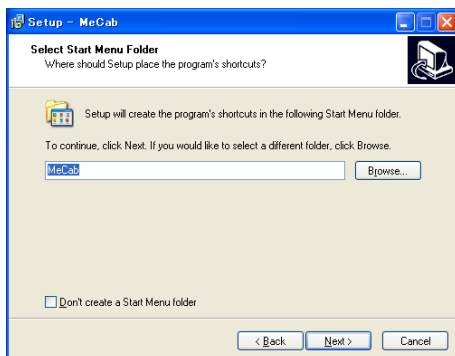 Setup - MeCab
Select Start Menu Folder
Where should Setup place the program's shortcuts?
Setup will create the program's shortcuts in the following Start Menu folder.
To continue, click Next. If you would like to select a different folder, click Browse.
MeCab
Browse...
Don't create a Start Menu folder
< Back
Next >
Cancel